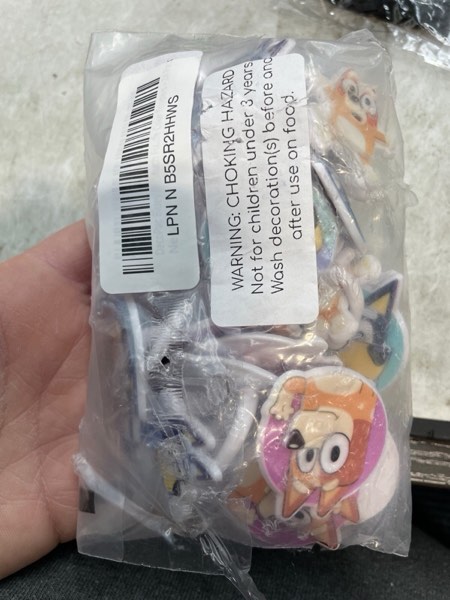 LPN N B5SR2HHWS
WARNING: CHOKING HAZARD
Not for children under 3 years.
Wash decoration(s) before and
after use on food.